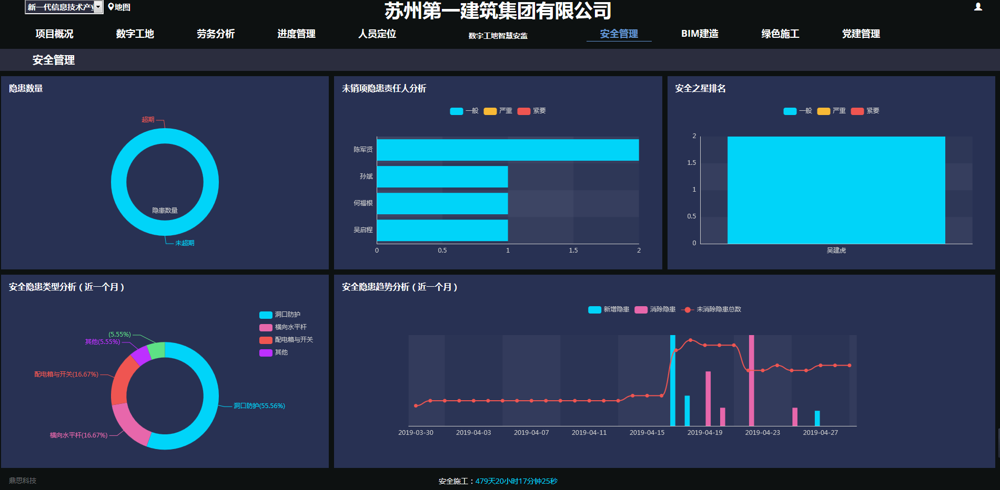 新一代信息技术产业 地图
苏州第一建筑集团有限公司
项目概况 数字工地 劳务分析 进度管理 人员定位 数字工地智慧安监 安全管理 BIM建造 绿色施工 党建管理
安全管理
隐患数量
超期
隐患数量
未超期
未销项隐患责任人分析
一般 严重 紧要
陈军贤
孙斌
何福根
吴启程
0 0.5 1 1.5 2
安全之星排名
一般 严重 紧要
2
1.5
1
0.5
0
吴建虎
安全隐患类型分析（近一个月）
洞口防护
横向水平杆
配电箱与开关
其他
(5.55%)
其他(5.55%)
配电箱与开关(16.67%)
洞口防护(55.56%)
横向水平杆(16.67%)
安全隐患趋势分析（近一个月）
新增隐患 消除隐患 未消除隐患总数
2019-03-30 2019-04-03 2019-04-07 2019-04-11 2019-04-15 2019-04-19 2019-04-23 2019-04-27
鼎思科技
安全施工：479天20小时17分钟25秒